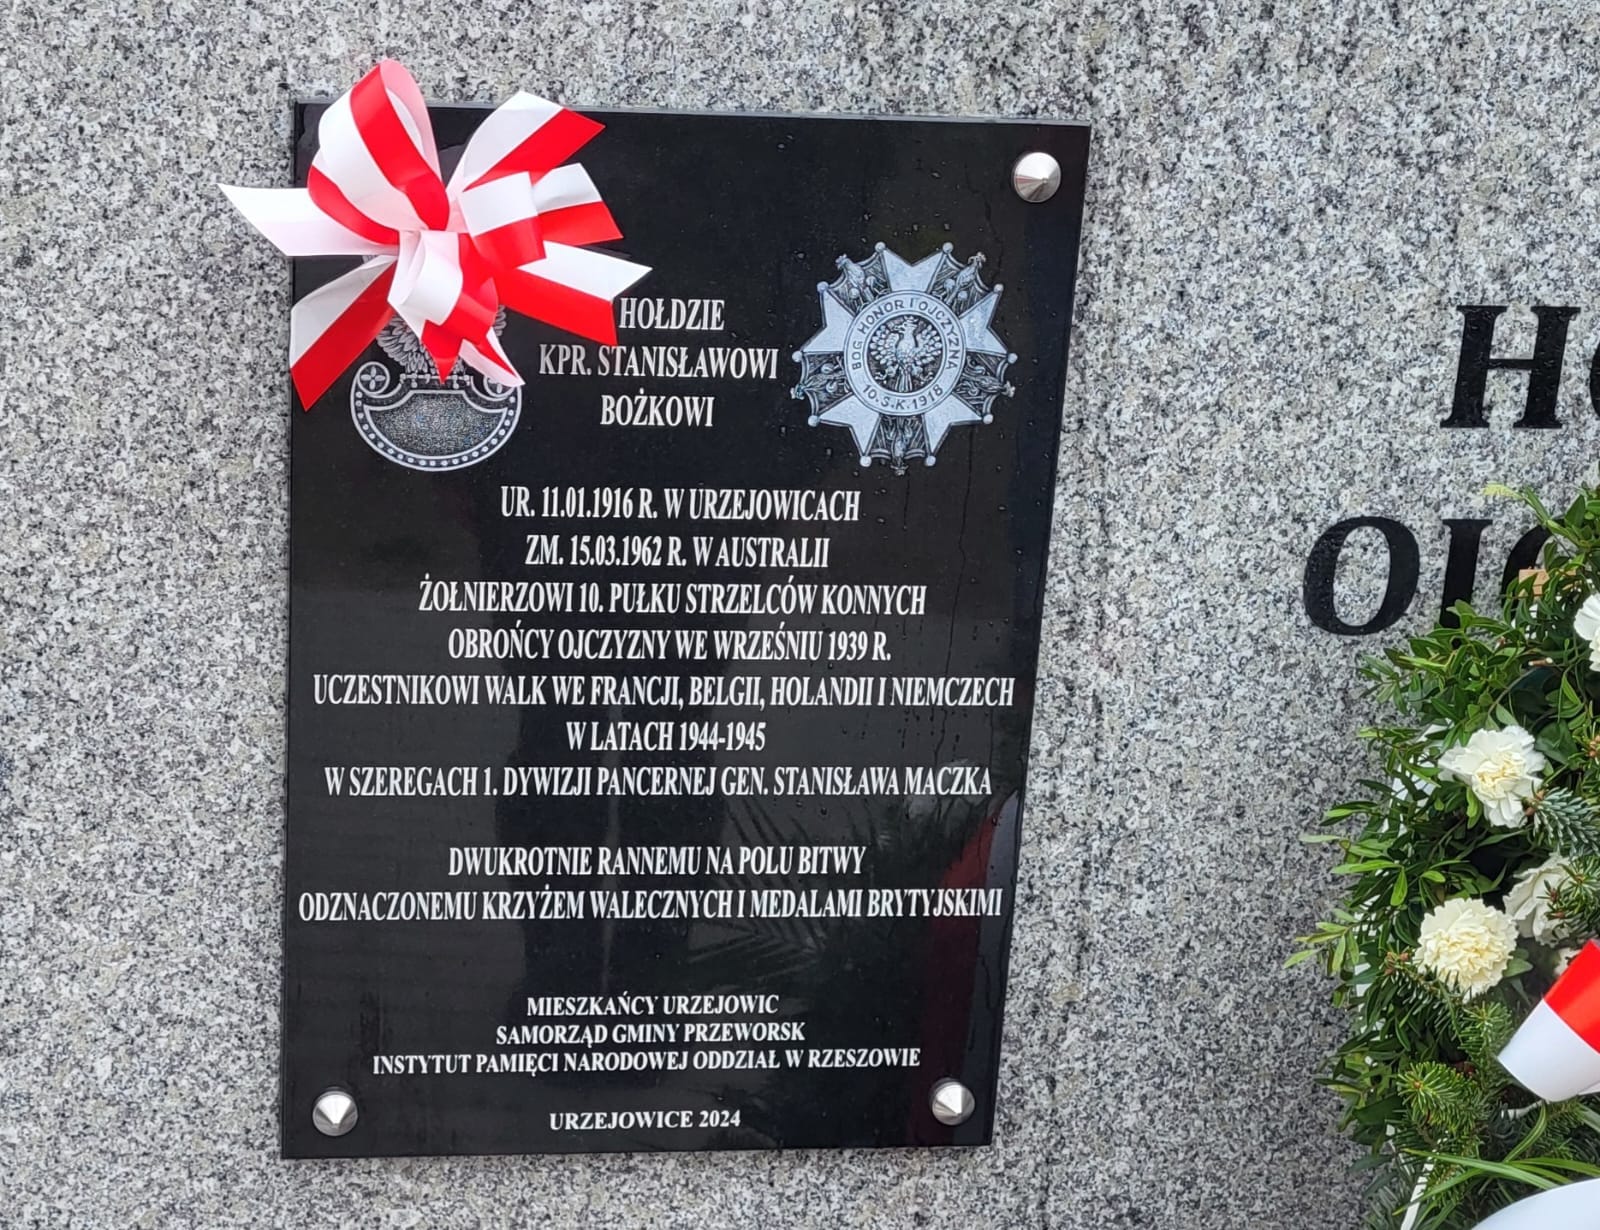 HOŁDZIE
KPR. STANISŁAWOWI
BOŻKOWI
BOG HONOR I OJCZYZNA
10.S.K.1918
UR. 11.01.1916 R. W URZEJOWICACH
ZM. 15.03.1962 R. W AUSTRALII
ŻOŁNIERZOWI 10. PUŁKU STRZELCÓW KONNYCH
OBROŃCY OJCZYZNY WE WRZEŚNIU 1939 R.
UCZESTNIKOWI WALK WE FRANCJI, BELGII, HOLANDII I NIEMCZECH
W LATACH 1944-1945
W SZEREGACH 1. DYWIZJI PANCERNEJ GEN. STANISŁAWA MACZKA
DWUKROTNIE RANNEMU NA POLU BITWY
ODZNACZONEMU KRZYŻEM WALECZNYCH I MEDALAMI BRYTYJSKIMI
MIESZKAŃCY URZEJOWIC
SAMORZĄD GMINY PRZEWORSK
INSTYTUT PAMIĘCI NARODOWEJ ODDZIAŁ W RZESZOWIE
URZEJOWICE 2024